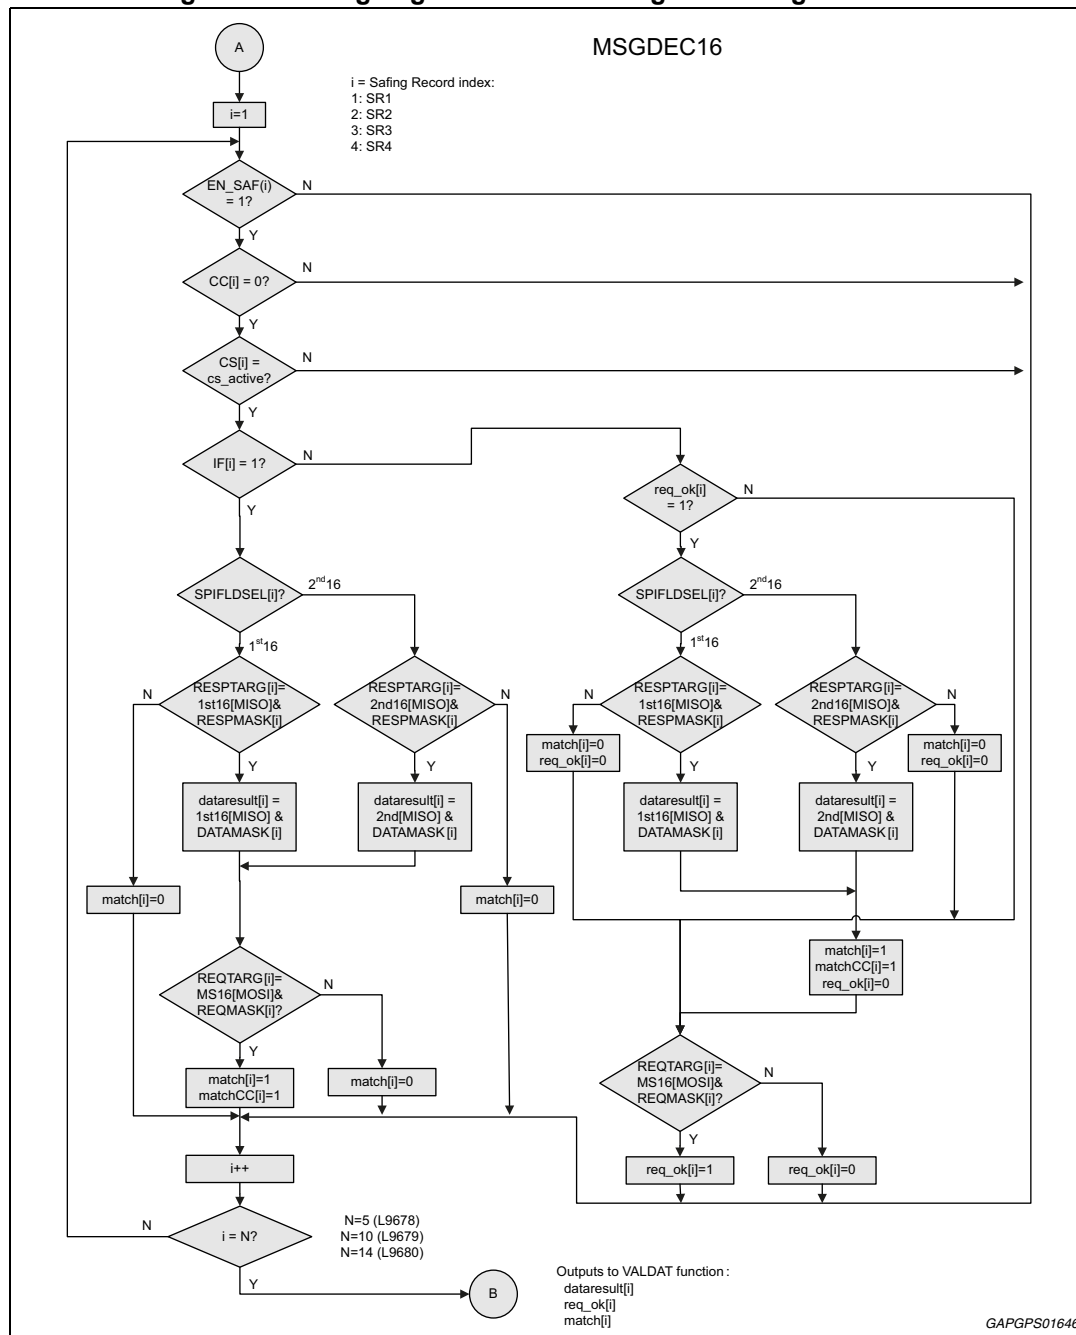 A
MSGDEC16
i = Safing Record index:
1: SR1
2: SR2
3: SR3
4: SR4
i=1
EN_SAF(i)
= 1?
N
Y
CC[i] = 0?
N
Y
CS[i] =
cs_active?
N
Y
IF[i] = 1?
N
Y
req_ok[i]
= 1?
N
Y
SPIFLDSEL[i]?
2nd16
1st16
SPIFLDSEL[i]?
2nd16
1st16
N
RESPTARG[i]=
1st16[MISO]&
RESPMASK[i]
Y
RESPTARG[i]=
2nd16[MISO]&
RESPMASK[i]
N
Y
N
RESPTARG[i]=
1st16[MISO]&
RESPMASK[i]
Y
RESPTARG[i]=
2nd16[MISO]&
RESPMASK[i]
N
Y
match[i]=0
req_ok[i]=0
match[i]=0
req_ok[i]=0
dataresult[i] =
1st16[MISO] &
DATAMASK[i]
dataresult[i] =
2nd[MISO] &
DATAMASK[i]
dataresult[i] =
1st16[MISO] &
DATAMASK[i]
dataresult[i] =
2nd[MISO] &
DATAMASK[i]
match[i]=0
match[i]=0
match[i]=1
matchCC[i]=1
req_ok[i]=0
REQTARG[i]=
MS16[MOSI]&
REQMASK[i]?
N
Y
match[i]=1
matchCC[i]=1
match[i]=0
REQTARG[i]=
MS16[MOSI]&
REQMASK[i]?
N
Y
req_ok[i]=1
req_ok[i]=0
i++
i = N?
N
Y
N=5 (L9678)
N=10 (L9679)
N=14 (L9680)
B
Outputs to VALDAT function :
dataresult[i]
req_ok[i]
match[i]
GAPGPS01646